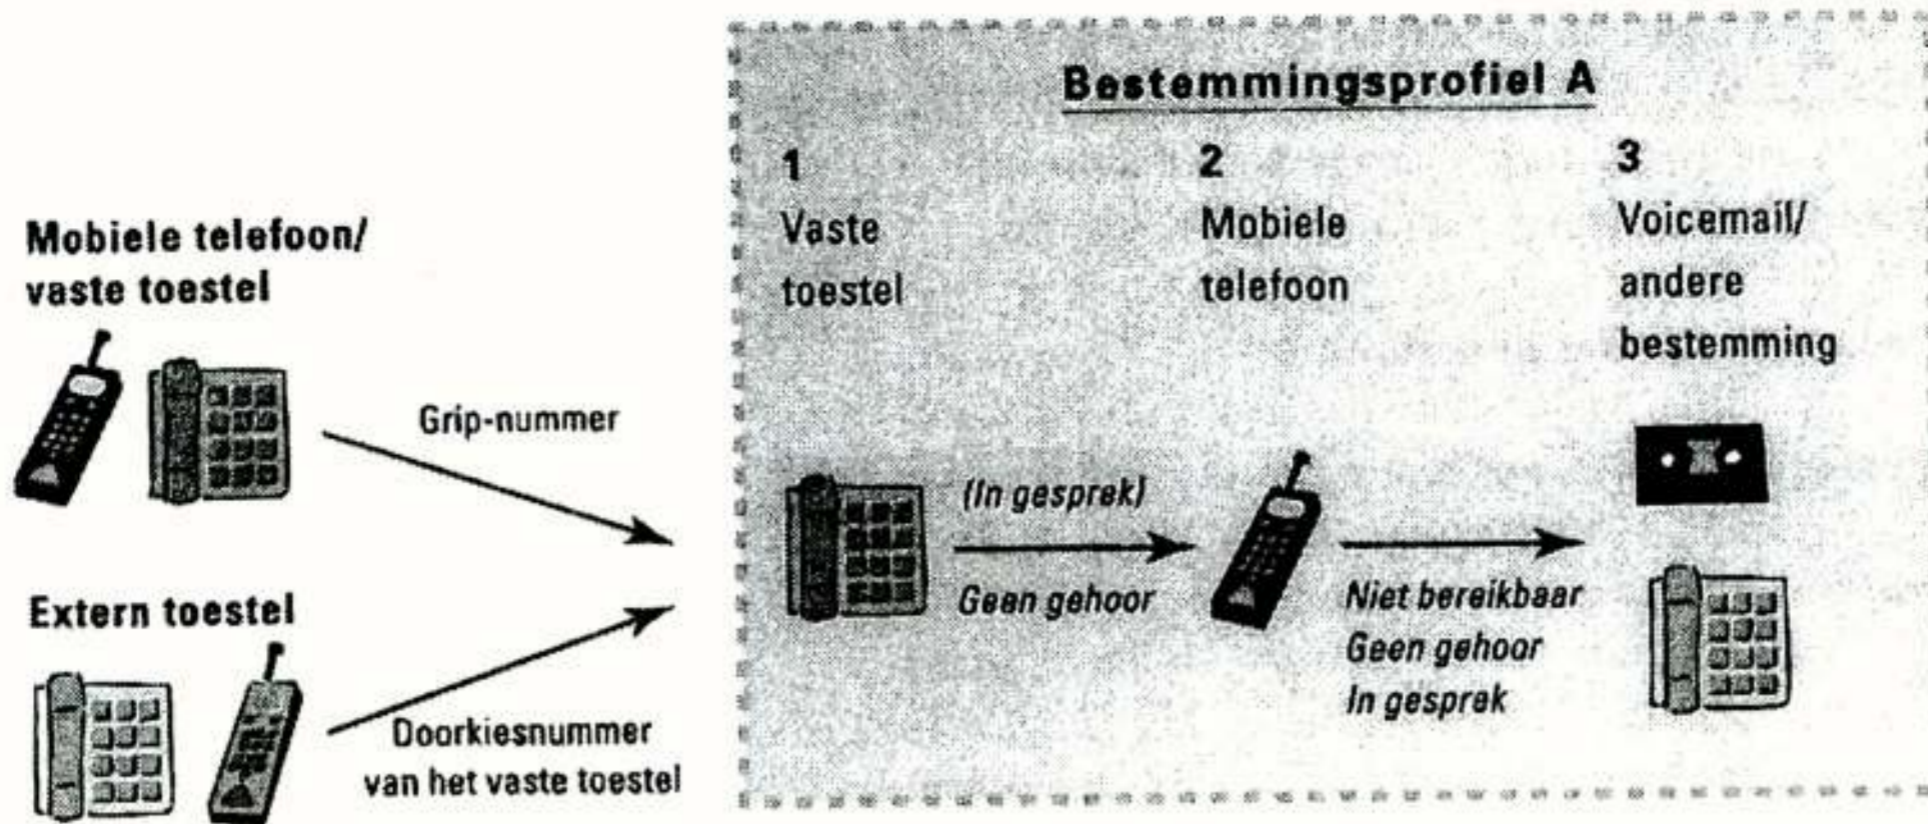 Bestemmingsprofiel A
1
Vaste
toestel
2
Mobiele
telefoon
3
Voicemail/
andere
bestemming
Mobiele telefoon/
vaste toestel
Grip-nummer
Extern toestel
Doorkiesnummer
van het vaste toestel
(In gesprek)
Geen gehoor
Niet bereikbaar
Geen gehoor
In gesprek